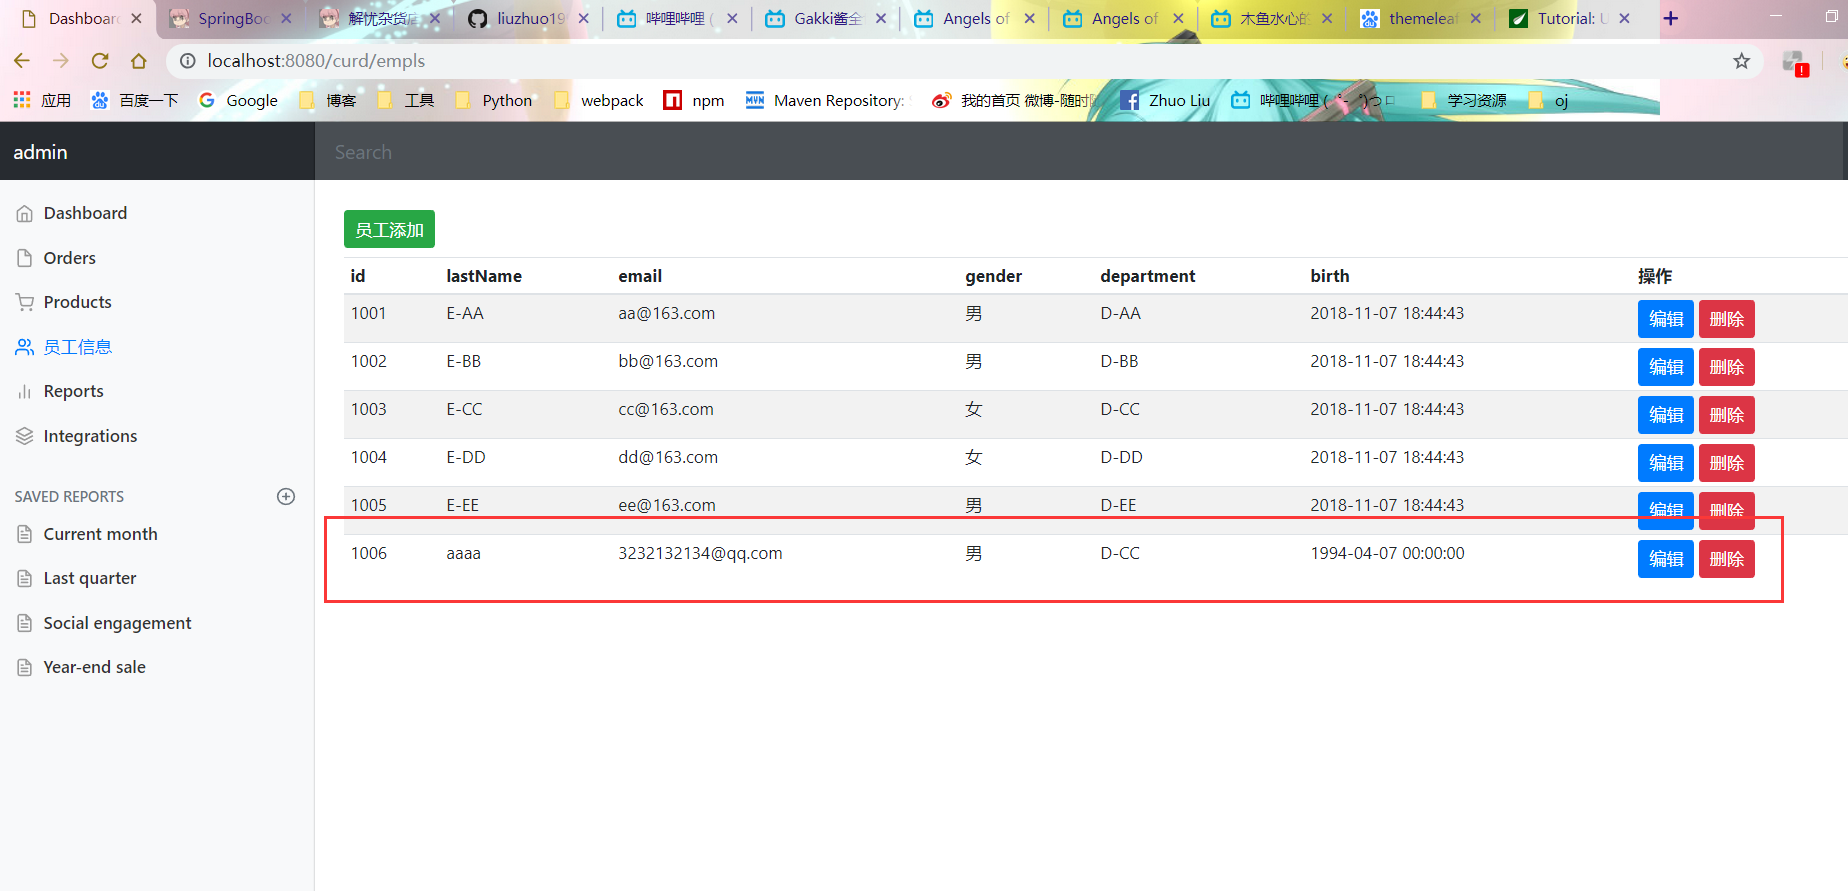 Dashboard SpringBoo 解忧杂货店 liuzhuo19 哔哩哔哩 ( Gakki酱全 Angels of Angels of 木鱼水心的 themeleaf Tutorial: U
localhost:8080/curd/empls
应用 百度一下 Google 博客 工具 Python webpack npm Maven Repository: 我的首页 微博-随时随 Zhuo Liu 哔哩哔哩 ( ゜- ゜)つロ 学习资源 oj
admin Search
Dashboard
Orders
Products
员工信息
Reports
Integrations
SAVED REPORTS
Current month
Last quarter
Social engagement
Year-end sale
员工添加
id lastName email gender department birth 操作
1001 E-AA aa@163.com 男 D-AA 2018-11-07 18:44:43 编辑 删除
1002 E-BB bb@163.com 男 D-BB 2018-11-07 18:44:43 编辑 删除
1003 E-CC cc@163.com 女 D-CC 2018-11-07 18:44:43 编辑 删除
1004 E-DD dd@163.com 女 D-DD 2018-11-07 18:44:43 编辑 删除
1005 E-EE ee@163.com 男 D-EE 2018-11-07 18:44:43 编辑 删除
1006 aaaa 3232132134@qq.com 男 D-CC 1994-04-07 00:00:00 编辑 删除